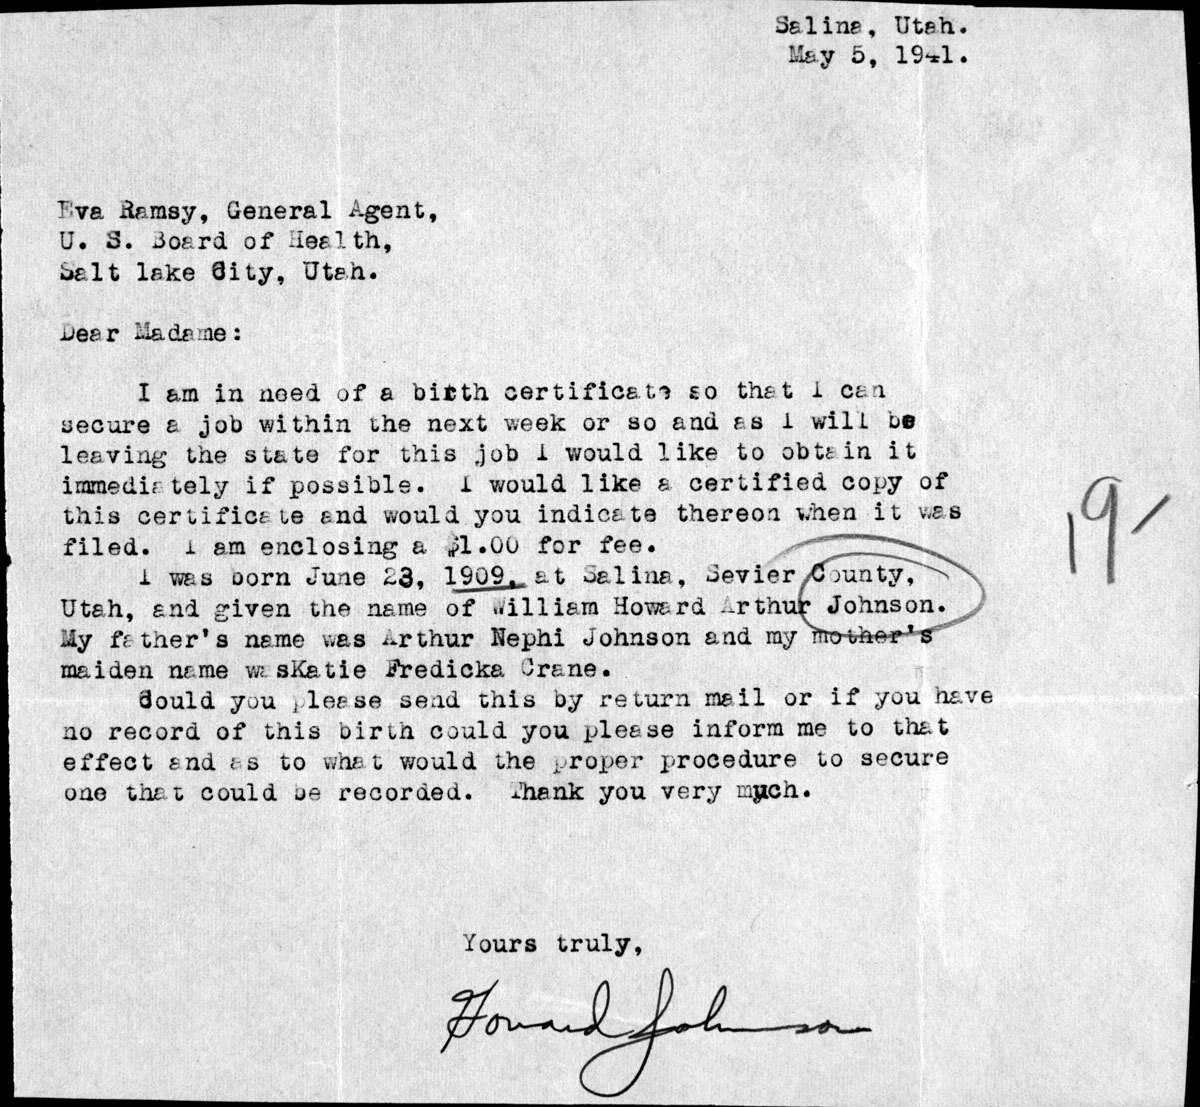 Salina, Utah.
May 5, 1941.
Eva Ramsy, General Agent,
U. S. Board of Health,
Salt lake City, Utah.
Dear Madame:
I am in need of a birth certificate so that I can
secure a job within the next week or so and as I will be
leaving the state for this job I would like to obtain it
immediately if possible. I would like a certified copy of
this certificate and would you indicate thereon when it was
filed. I am enclosing a $1.00 for fee.
I was born June 23, 1909, at Salina, Sevier County,
Utah, and given the name of William Howard Arthur Johnson.
My father's name was Arthur Nephi Johnson and my mother's
maiden name wasKatie Fredicka Crane.
Could you please send this by return mail or if you have
no record of this birth could you please inform me to that
effect and as to what would the proper procedure to secure
one that could be recorded. Thank you very much.
Yours truly,
Howard Johnson